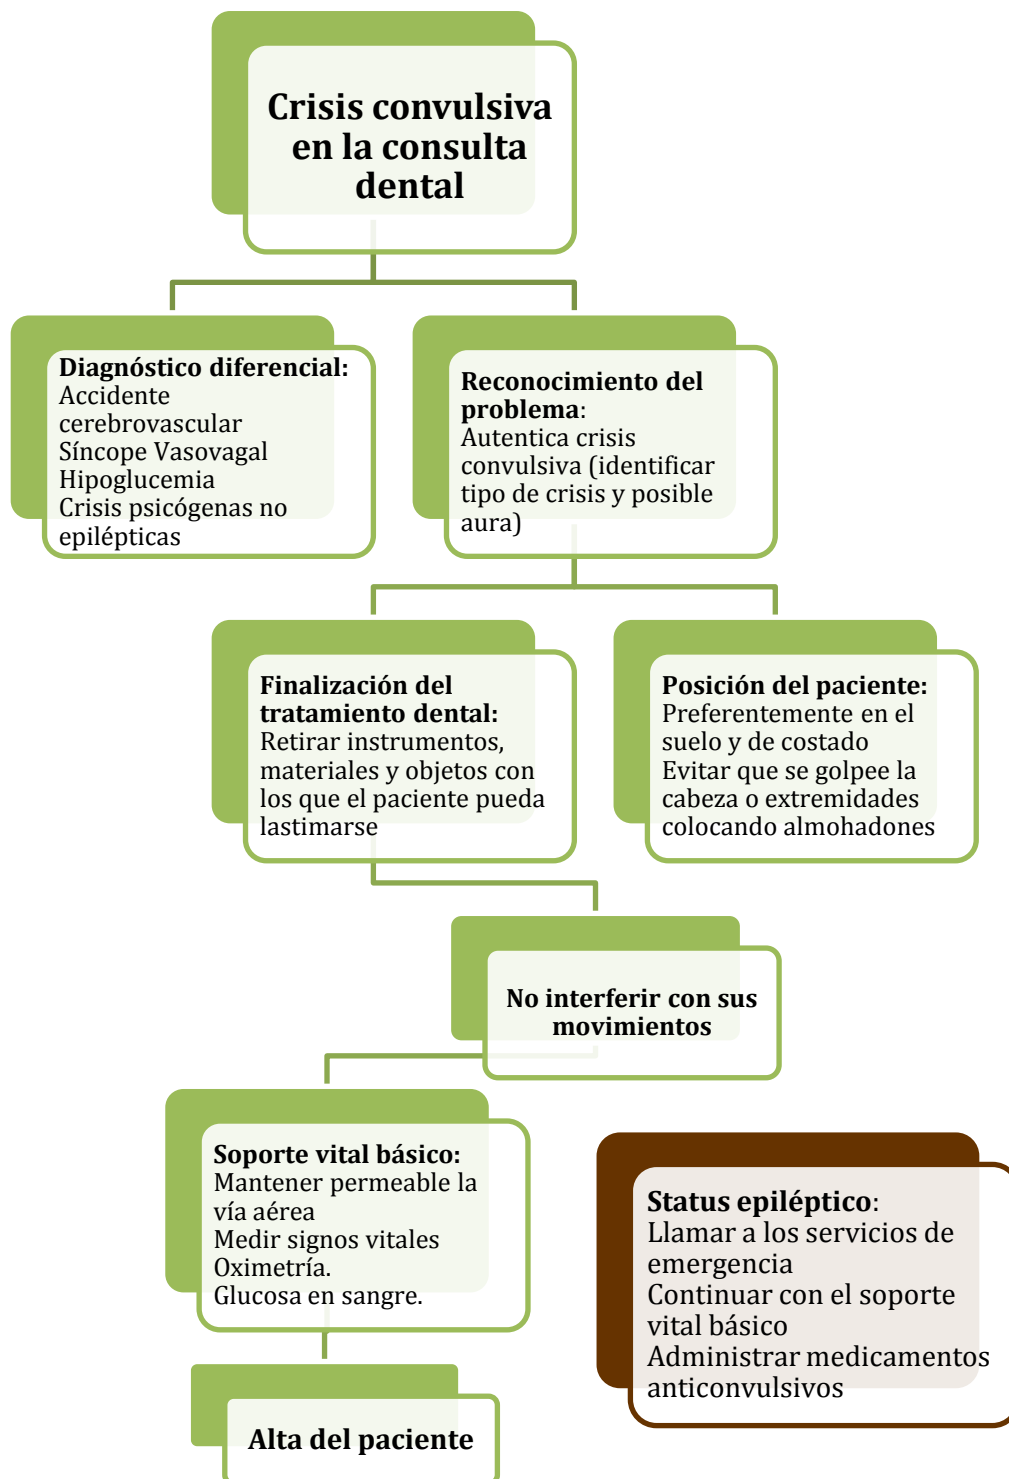 Crisis convulsiva
en la consulta
dental
Diagnóstico diferencial:
Accidente
cerebrovascular
Síncope Vasovagal
Hipoglucemia
Crisis psicógenas no
epilépticas
Reconocimiento del
problema:
Autentica crisis
convulsiva (identificar
tipo de crisis y posible
aura)
Finalización del
tratamiento dental:
Retirar instrumentos,
materiales y objetos con
los que el paciente pueda
lastimarse
Posición del paciente:
Preferentemente en el
suelo y de costado
Evitar que se golpee la
cabeza o extremidades
colocando almohadones
No interferir con sus
movimientos
Soporte vital básico:
Mantener permeable la
vía aérea
Medir signos vitales
Oximetría.
Glucosa en sangre.
Status epiléptico:
Llamar a los servicios de
emergencia
Continuar con el soporte
vital básico
Administrar medicamentos
anticonvulsivos
Alta del paciente